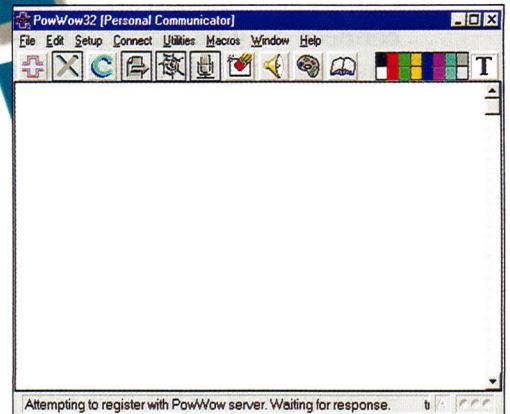 PowWow32 [Personal Communicator]
File Edit Setup Connect Utilities Macros Window Help
T
Attempting to register with PowWow server. Waiting for response.